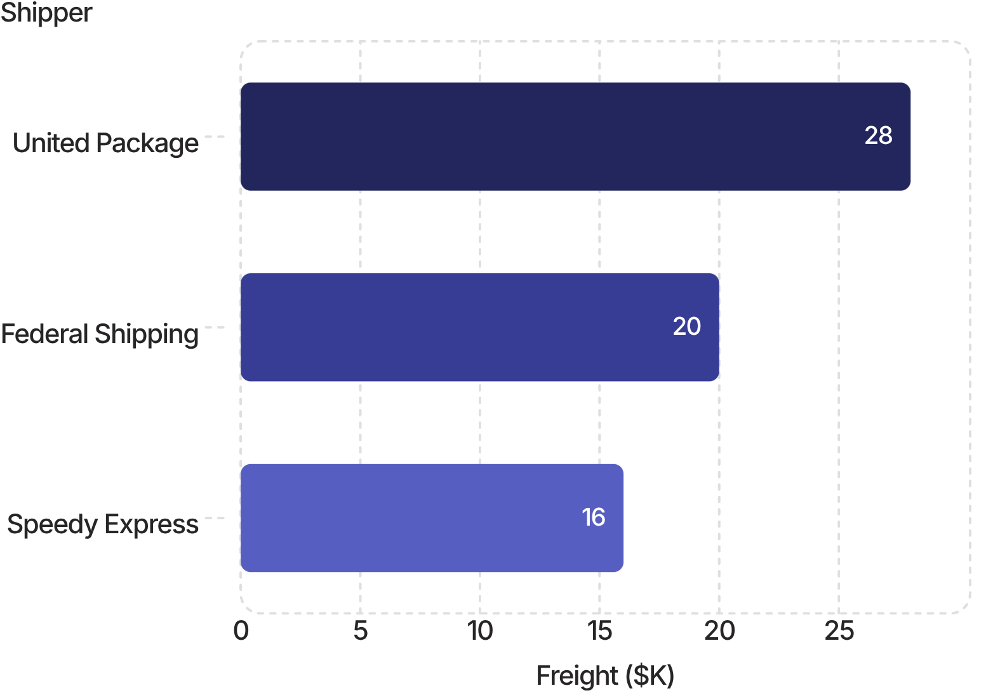 Shipper
United Package
28
Federal Shipping
20
Speedy Express
16
0 5 10 15 20 25
Freight ($K)